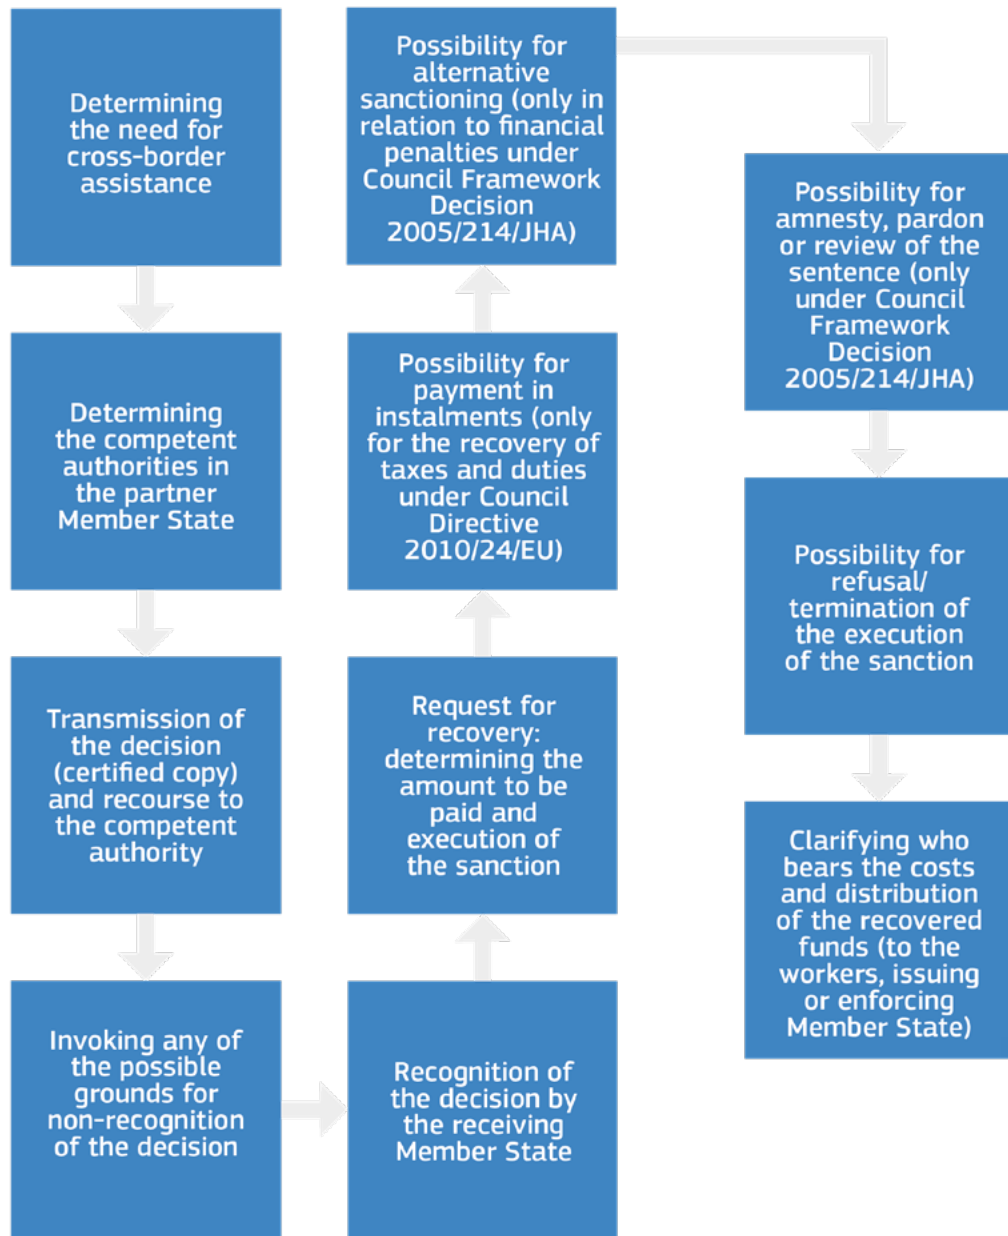 Determining
the need for
cross-border
assistance
Determining
the competent
authorities in
the partner
Member State
Transmission of
the decision
(certified copy)
and recourse to
the competent
authority
Invoking any of
the possible
grounds for
non-recognition
of the decision
Recognition of
the decision by
the receiving
Member State
Request for
recovery:
determining the
amount to be
paid and
execution of
the sanction
Possibility for
payment in
instalments (only
for the recovery of
taxes and duties
under Council
Directive
2010/24/EU)
Possibility for
alternative
sanctioning (only in
relation to financial
penalties under
Council Framework
Decision
2005/214/JHA)
Possibility for
amnesty, pardon
or review of the
sentence (only
under Council
Framework
Decision
2005/214/JHA)
Possibility for
refusal/
termination of
the execution
of the sanction
Clarifying who
bears the costs
and distribution
of the recovered
funds (to the
workers, issuing
or enforcing
Member State)